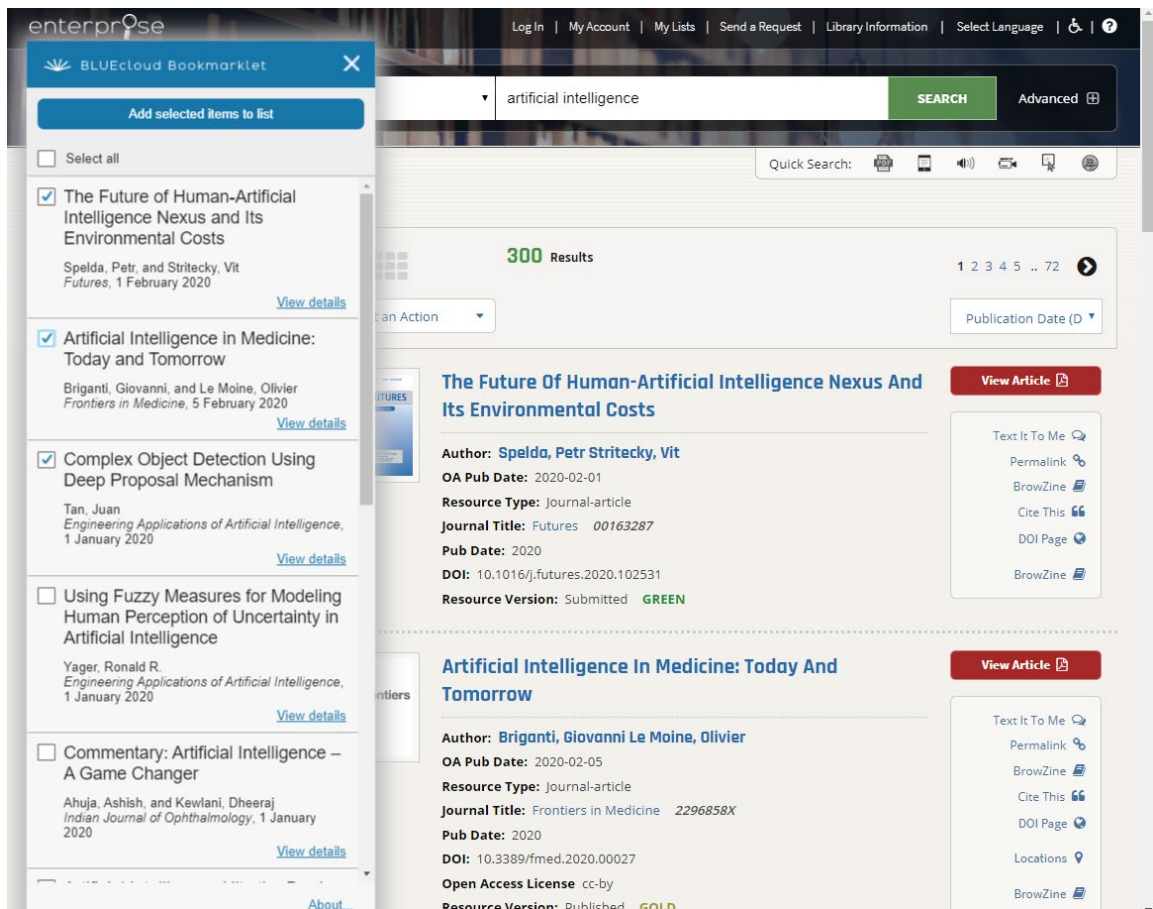 enterprise
Log In | My Account | My Lists | Send a Request | Library Information | Select Language
BLUEcloud Bookmarklet
Add selected items to list
Select all
The Future of Human-Artificial
Intelligence Nexus and Its
Environmental Costs
Spelda, Petr, and Stritecky, Vit
Futures, 1 February 2020
View details
Artificial Intelligence in Medicine:
Today and Tomorrow
Briganti, Giovanni, and Le Moine, Olivier
Frontiers in Medicine, 5 February 2020
View details
Complex Object Detection Using
Deep Proposal Mechanism
Tan, Juan
Engineering Applications of Artificial Intelligence,
1 January 2020
View details
Using Fuzzy Measures for Modeling
Human Perception of Uncertainty in
Artificial Intelligence
Yager, Ronald R.
Engineering Applications of Artificial Intelligence,
1 January 2020
View details
Commentary: Artificial Intelligence –
A Game Changer
Ahuja, Ashish, and Kewlani, Dheeraj
Indian Journal of Ophthalmology, 1 January
2020
View details
About...
artificial intelligence
SEARCH
Advanced
Quick Search:
300 Results
1 2 3 4 5 .. 72
an Action
Publication Date (D
The Future Of Human-Artificial Intelligence Nexus And
Its Environmental Costs
Author: Spelda, Petr Stritecky, Vit
OA Pub Date: 2020-02-01
Resource Type: Journal-article
Journal Title: Futures 00163287
Pub Date: 2020
DOI: 10.1016/j.futures.2020.102531
Resource Version: Submitted GREEN
View Article
Text It To Me
Permalink
BrowZine
Cite This
DOI Page
BrowZine
Artificial Intelligence In Medicine: Today And
Tomorrow
Author: Briganti, Giovanni Le Moine, Olivier
OA Pub Date: 2020-02-05
Resource Type: Journal-article
Journal Title: Frontiers in Medicine 2296858X
Pub Date: 2020
DOI: 10.3389/fmed.2020.00027
Open Access License cc-by
Resource Version: Published GOLD
View Article
Text It To Me
Permalink
BrowZine
Cite This
DOI Page
Locations
BrowZine